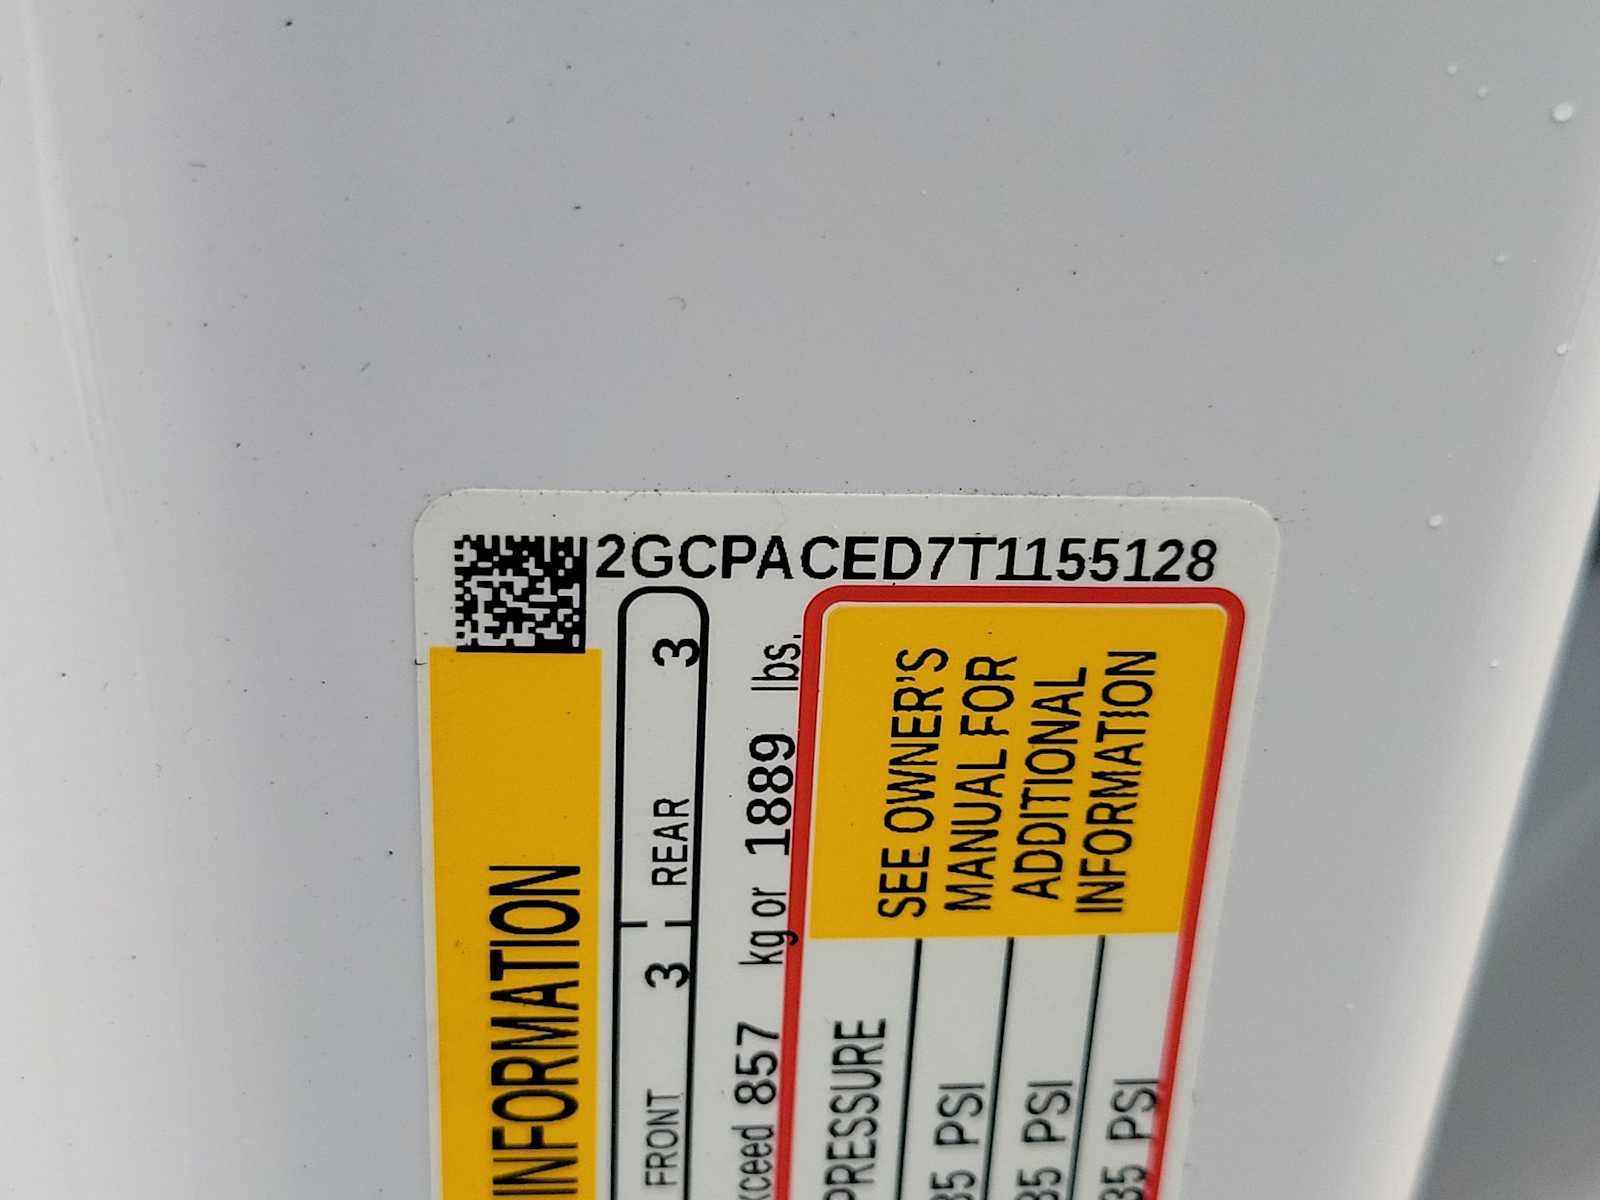 2GCPACED7T1155128
INFORMATION
FRONT 3 REAR 3
857 kg or 1889 lbs.
PRESSURE
SEE OWNER'S
MANUAL FOR
ADDITIONAL
INFORMATION
35 PSI
35 PSI
35 PSI